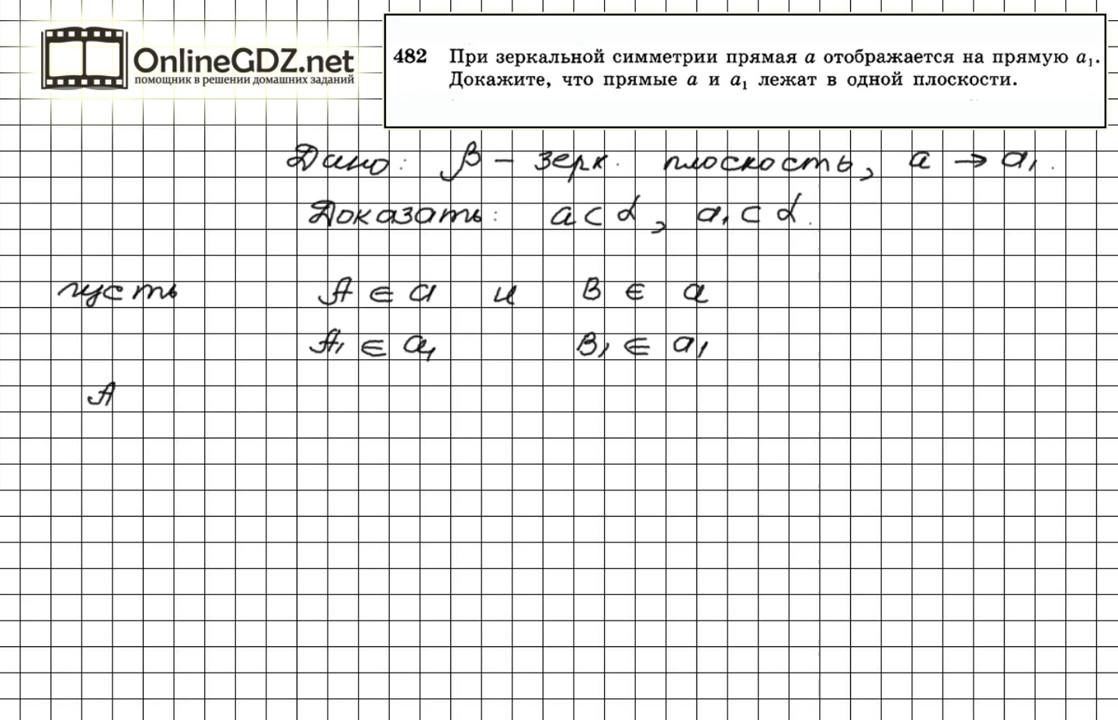 OnlineGDZ.net
помощник в решении домашних заданий
482 При зеркальной симметрии прямая a отображается на прямую a₁.
Докажите, что прямые a и a₁ лежат в одной плоскости.
Дано: β – зерк. плоскость, a → a₁.
Доказать: a ⊂ α, a₁ ⊂ α.
пусть A ∈ a и B ∈ a
A₁ ∈ a₁ B₁ ∈ a₁
A